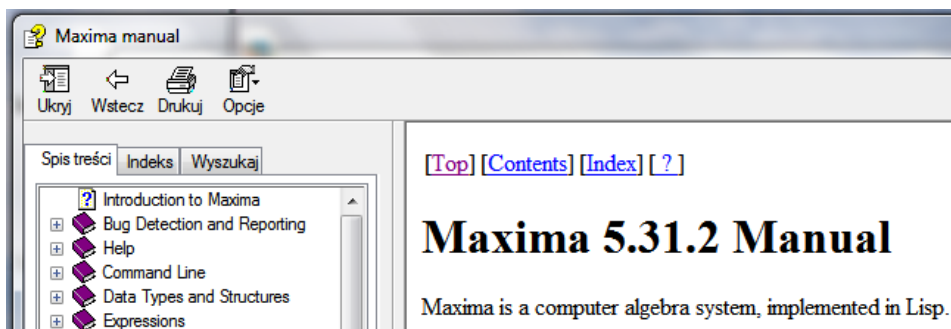 Maxima manual
Ukryj Wstecz Drukuj Opcje
Spis treści Indeks Wyszukaj
Introduction to Maxima
Bug Detection and Reporting
Help
Command Line
Data Types and Structures
Expressions
[Top] [Contents] [Index] [ ? ]
Maxima 5.31.2 Manual
Maxima is a computer algebra system, implemented in Lisp.